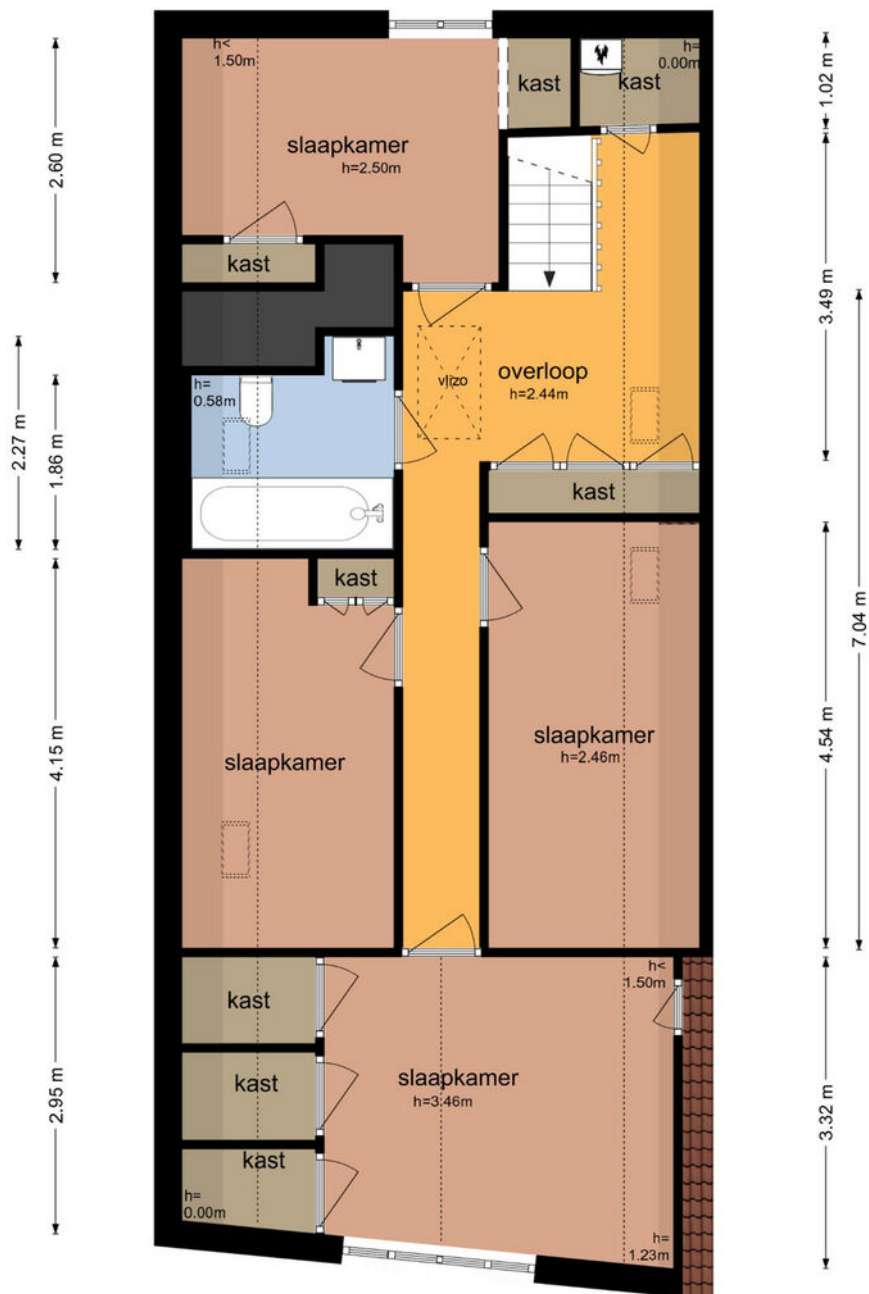 h<
1.50m
slaapkamer
h=2.50m
kast
h=
0.00m
kast
1.02 m
2.60 m
kast
3.49 m
overloop
h=2.44m
vlizo
h=
0.58m
2.27 m
1.86 m
kast
kast
7.04 m
4.15 m
slaapkamer
slaapkamer
h=2.46m
4.54 m
kast
h<
1.50m
kast
slaapkamer
h=3.46m
2.95 m
3.32 m
kast
h=
0.00m
h=
1.23m